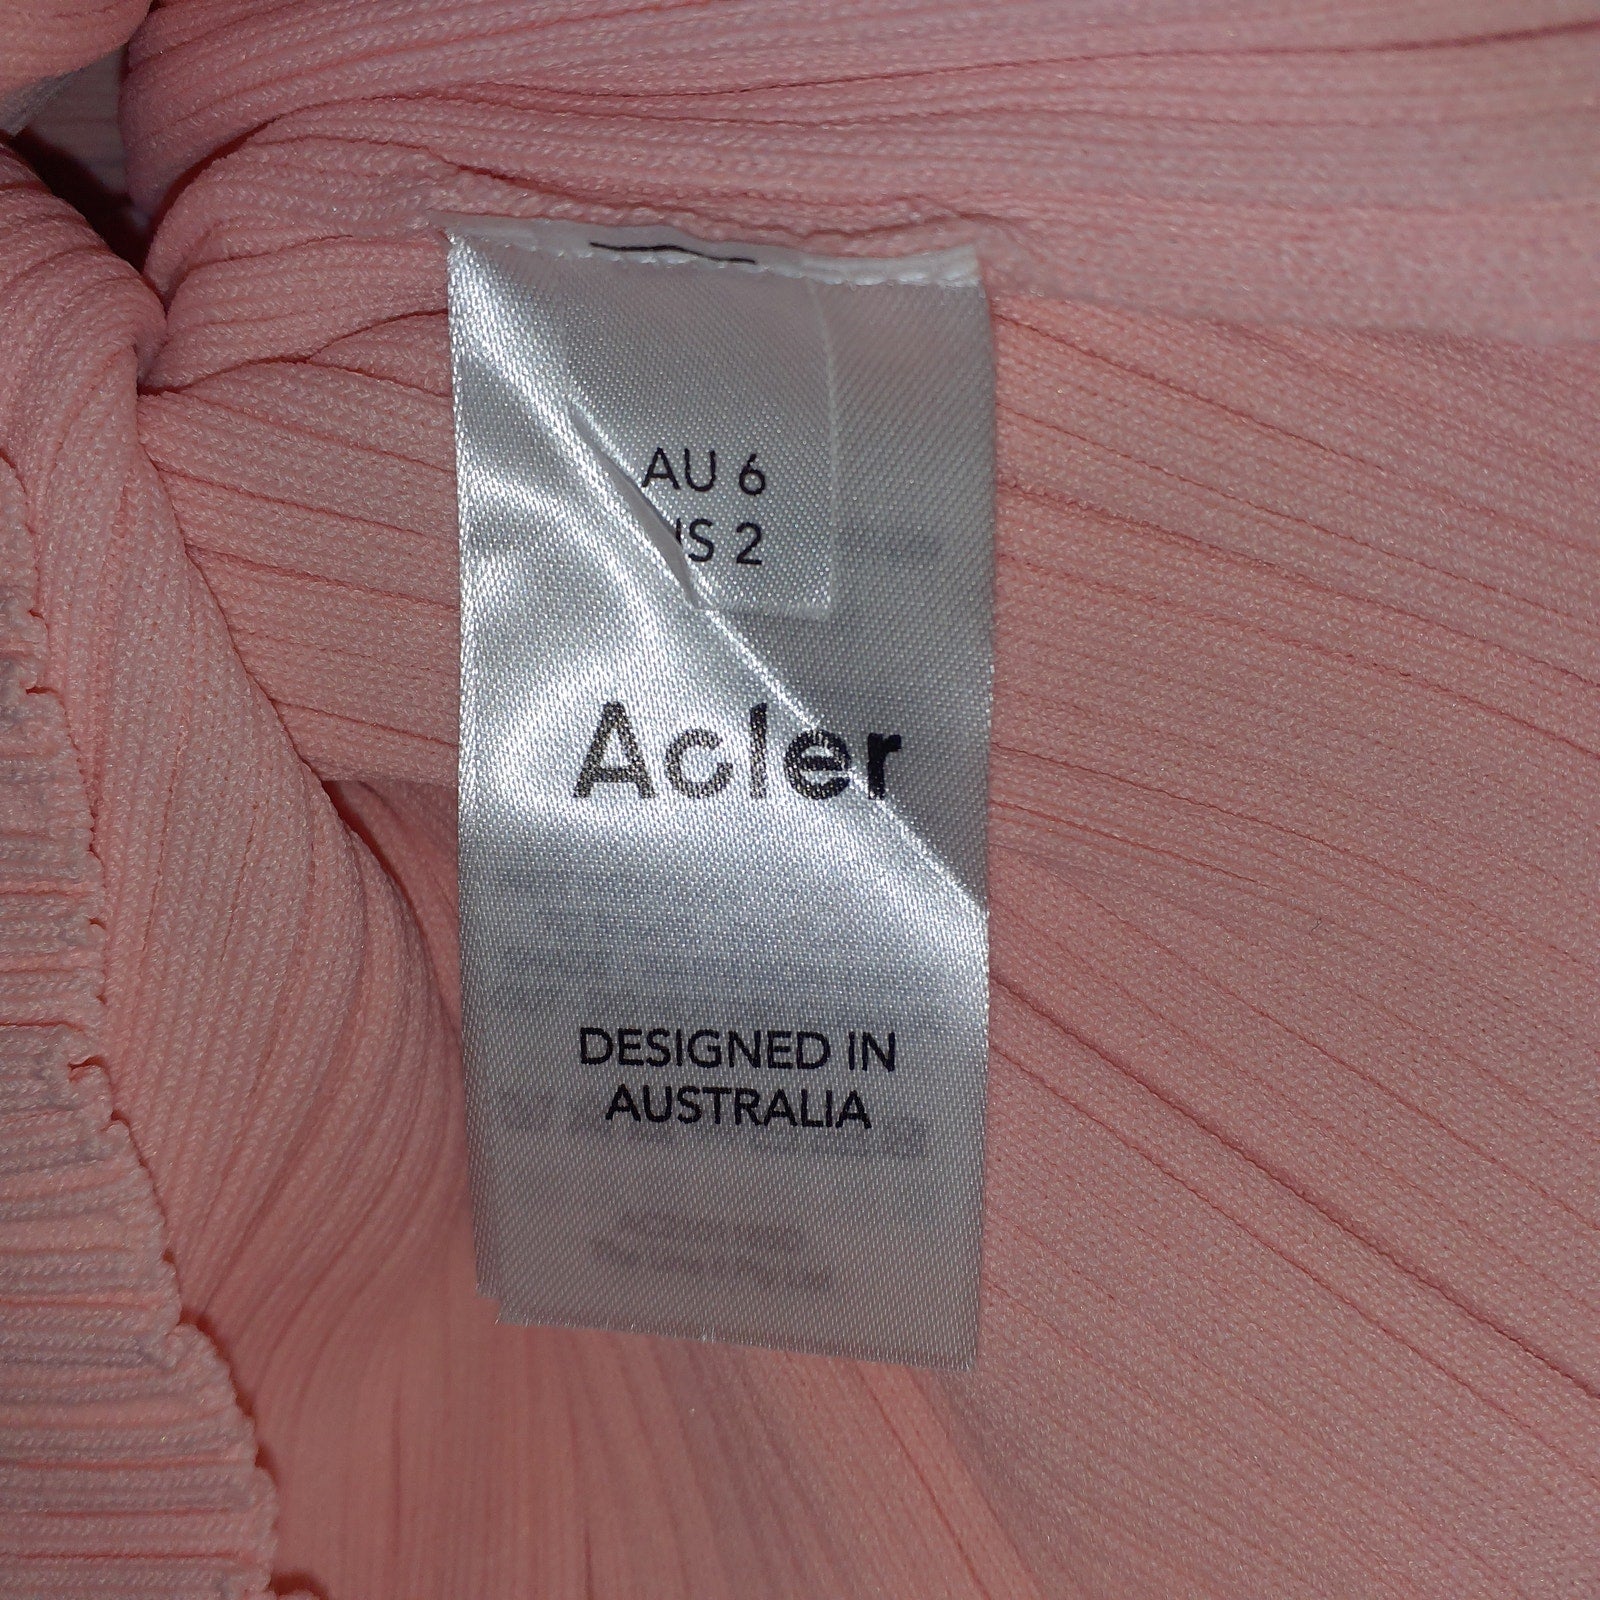 AU 6
US 2
Acler
DESIGNED IN
AUSTRALIA